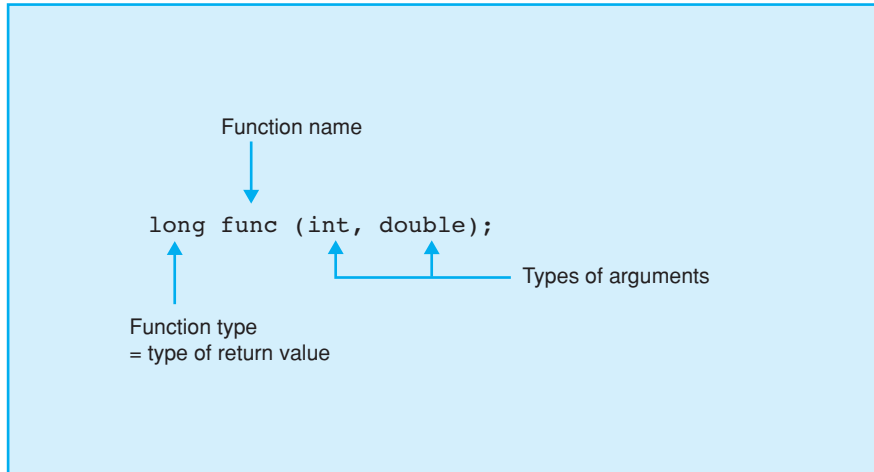 Function name
long func (int, double);
Types of arguments
Function type
= type of return value